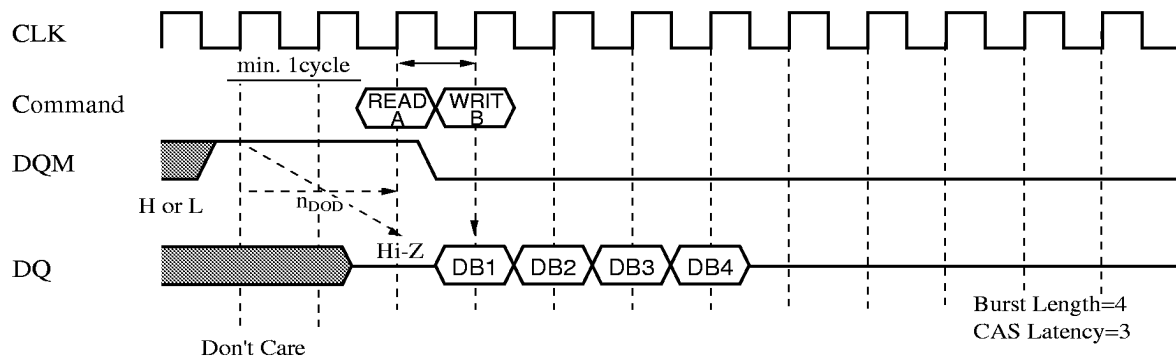 CLK
min. 1cycle
Command
READ A
WRIT B
DQM
H or L
nDOD
Hi-Z
DQ
DB1 DB2 DB3 DB4
Burst Length=4
CAS Latency=3
Don't Care